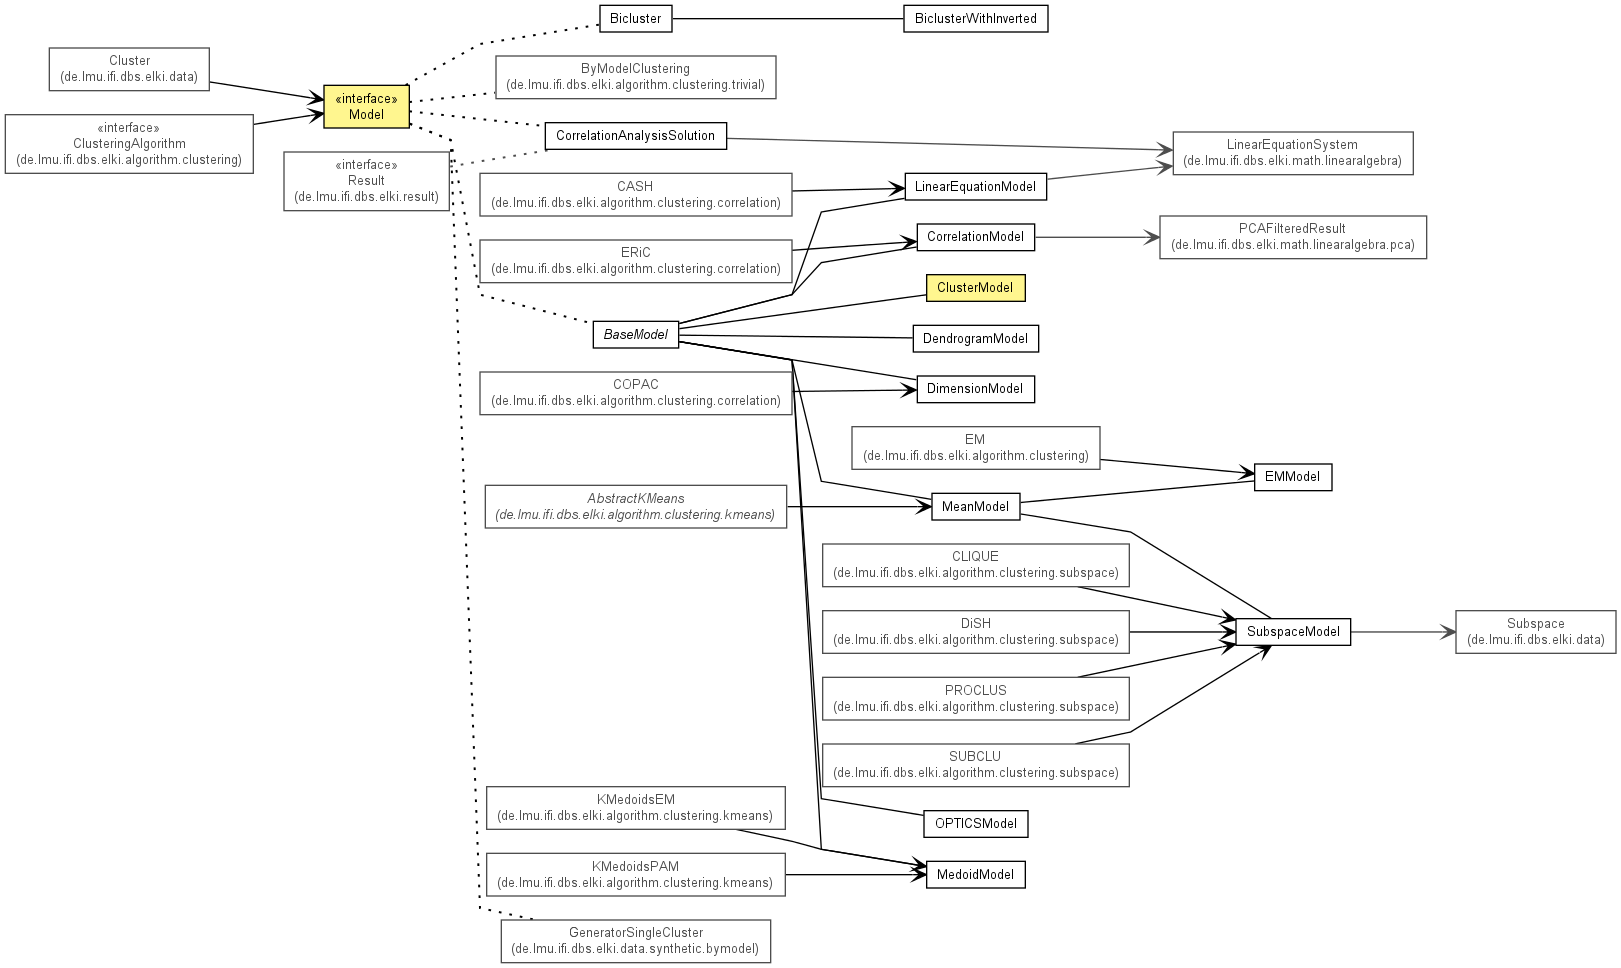 Bicluster
BiclusterWithInverted
Cluster
(de.lmu.ifi.dbs.elki.data)
ByModelClustering
(de.lmu.ifi.dbs.elki.algorithm.clustering.trivial)
«interface»
Model
«interface»
ClusteringAlgorithm
(de.lmu.ifi.dbs.elki.algorithm.clustering)
CorrelationAnalysisSolution
LinearEquationSystem
(de.lmu.ifi.dbs.elki.math.linearalgebra)
«interface»
Result
(de.lmu.ifi.dbs.elki.result)
CASH
(de.lmu.ifi.dbs.elki.algorithm.clustering.correlation)
LinearEquationModel
ERiC
(de.lmu.ifi.dbs.elki.algorithm.clustering.correlation)
CorrelationModel
PCAFilteredResult
(de.lmu.ifi.dbs.elki.math.linearalgebra.pca)
ClusterModel
BaseModel
DendrogramModel
COPAC
(de.lmu.ifi.dbs.elki.algorithm.clustering.correlation)
DimensionModel
EM
(de.lmu.ifi.dbs.elki.algorithm.clustering)
EMModel
AbstractKMeans
(de.lmu.ifi.dbs.elki.algorithm.clustering.kmeans)
MeanModel
CLIQUE
(de.lmu.ifi.dbs.elki.algorithm.clustering.subspace)
DiSH
(de.lmu.ifi.dbs.elki.algorithm.clustering.subspace)
SubspaceModel
Subspace
(de.lmu.ifi.dbs.elki.data)
PROCLUS
(de.lmu.ifi.dbs.elki.algorithm.clustering.subspace)
SUBCLU
(de.lmu.ifi.dbs.elki.algorithm.clustering.subspace)
KMedoidsEM
(de.lmu.ifi.dbs.elki.algorithm.clustering.kmeans)
OPTICSModel
KMedoidsPAM
(de.lmu.ifi.dbs.elki.algorithm.clustering.kmeans)
MedoidModel
GeneratorSingleCluster
(de.lmu.ifi.dbs.elki.data.synthetic.bymodel)